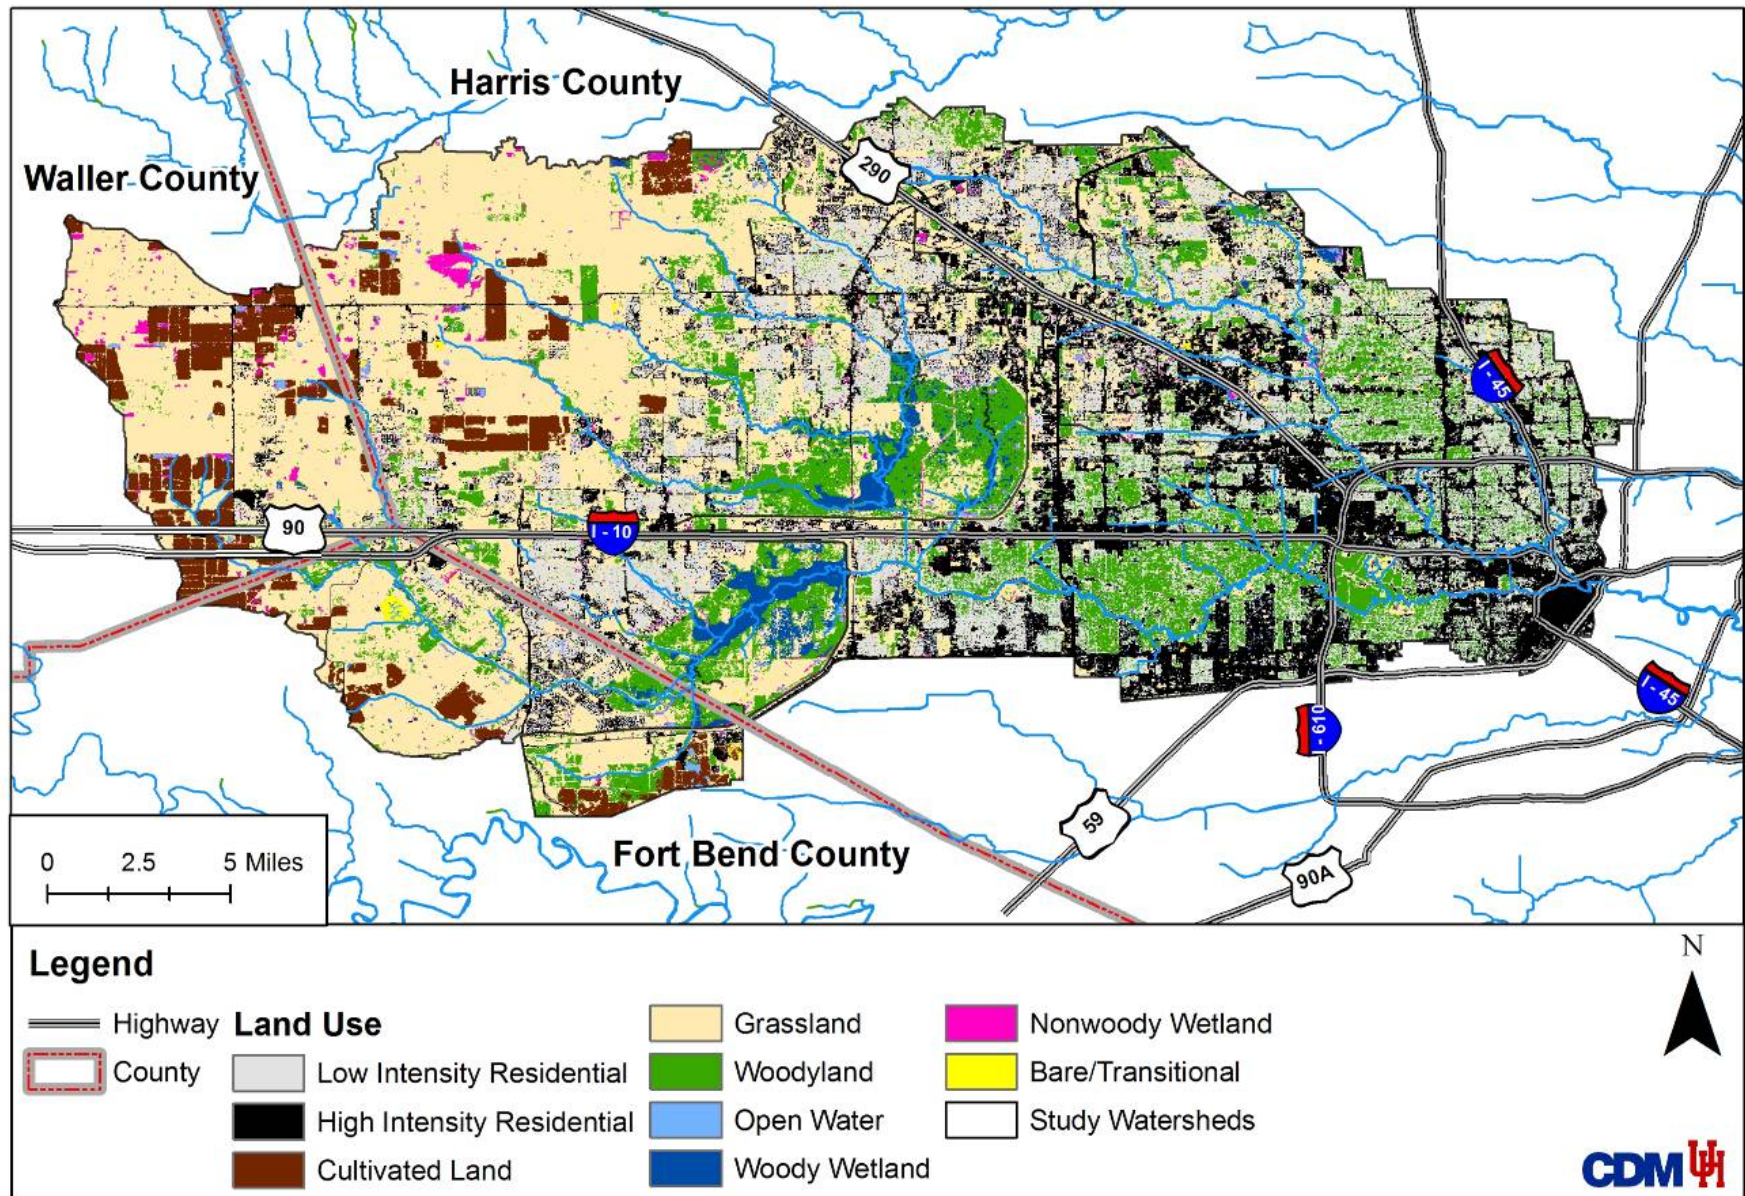 Harris County
Waller County
290
I - 45
90
I - 10
I - 45
I - 610
59
Fort Bend County
90A
0 2.5 5 Miles
Legend
N
Highway
County
Land Use
Low Intensity Residential
High Intensity Residential
Cultivated Land
Grassland
Woodyland
Open Water
Woody Wetland
Nonwoody Wetland
Bare/Transitional
Study Watersheds
CDM UH